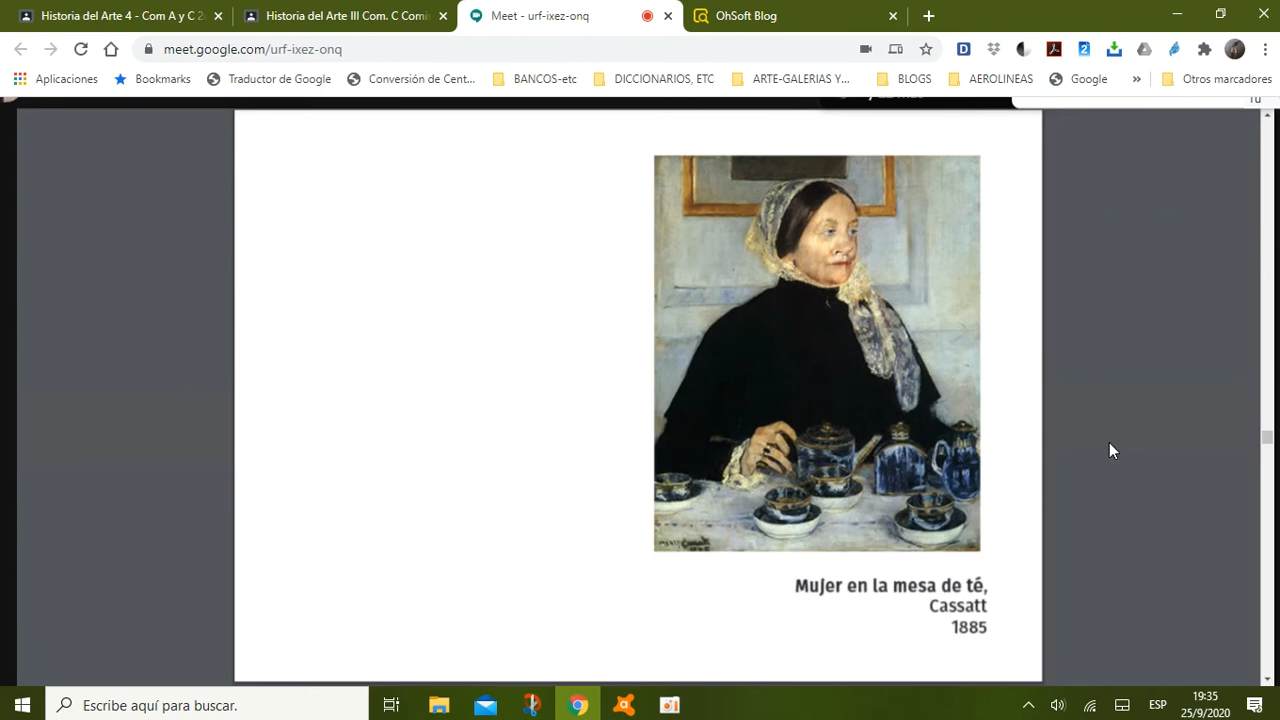 Historia del Arte 4 - Com A y C 2
Historia del Arte III Com. C Comis
Meet - urf-ixez-onq
OhSoft Blog
meet.google.com/urf-ixez-onq
Aplicaciones
Bookmarks
Traductor de Google
Conversión de Gent...
BANCOS-etc
DICCIONARIOS, ETC
ARTE-GALERIAS Y...
BLOGS
AEROLINEAS
Google
»
Otros marcadores
Mujer en la mesa de té,
Cassatt
1885
Escribe aquí para buscar.
ESP
19:35
25/9/2020